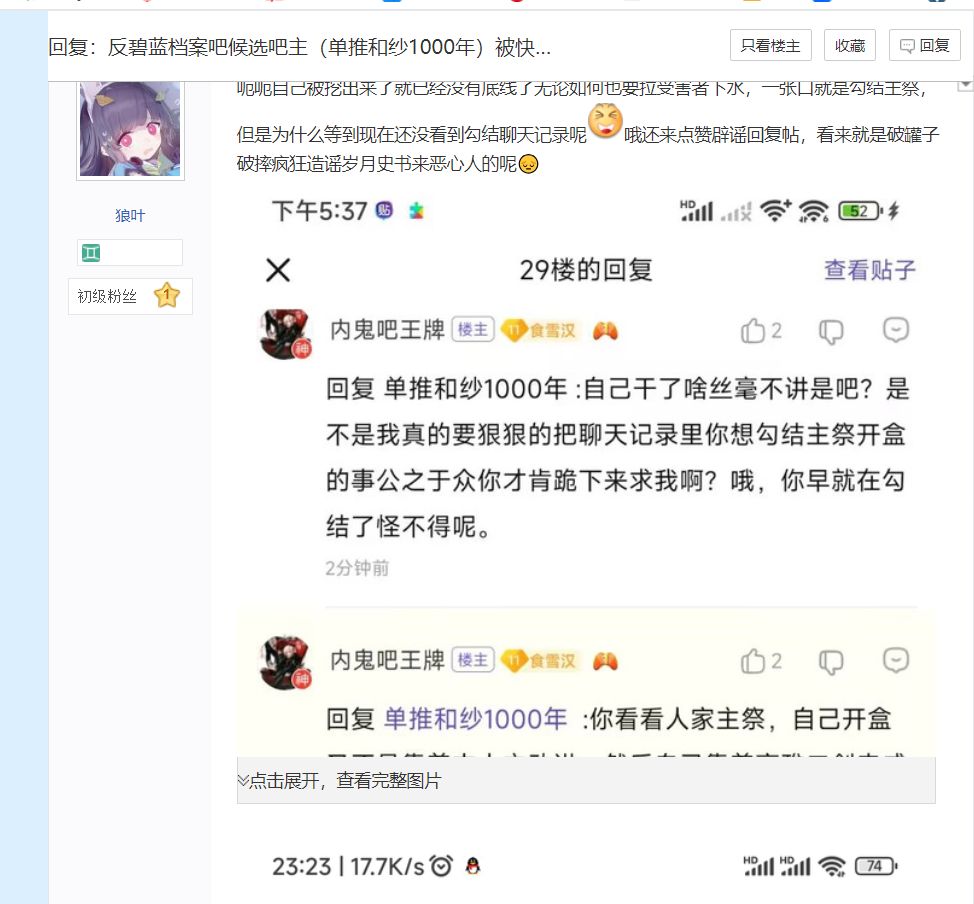 回复：反碧蓝档案吧候选吧主（单推和纱1000年）被快...
只看楼主
收藏
回复
呃呃自己被挖出来了就已经没有底线了无论如何也要拉受害者下水，一张口就是勾结主祭，
但是为什么等到现在还没看到勾结聊天记录呢 哦还来点赞辟谣回复帖，看来就是破罐子
破摔疯狂造谣岁月史书来恶心人的呢
狼叶
初级粉丝 1
下午5:37 贴
HD 52
29楼的回复
查看贴子
内鬼吧王牌 楼主 11 食雪汉
神
2
回复 单推和纱1000年 :自己干了啥丝毫不讲是吧？是
不是我真的要狠狠的把聊天记录里你想勾结主祭开盒
的事公之于众你才肯跪下来求我啊？哦，你早就在勾
结了怪不得呢。
2分钟前
内鬼吧王牌 楼主 11 食雪汉
神
2
回复 单推和纱1000年 :你看看人家主祭，自己开盒
点击展开，查看完整图片
23:23 | 17.7K/s
HD HD 74